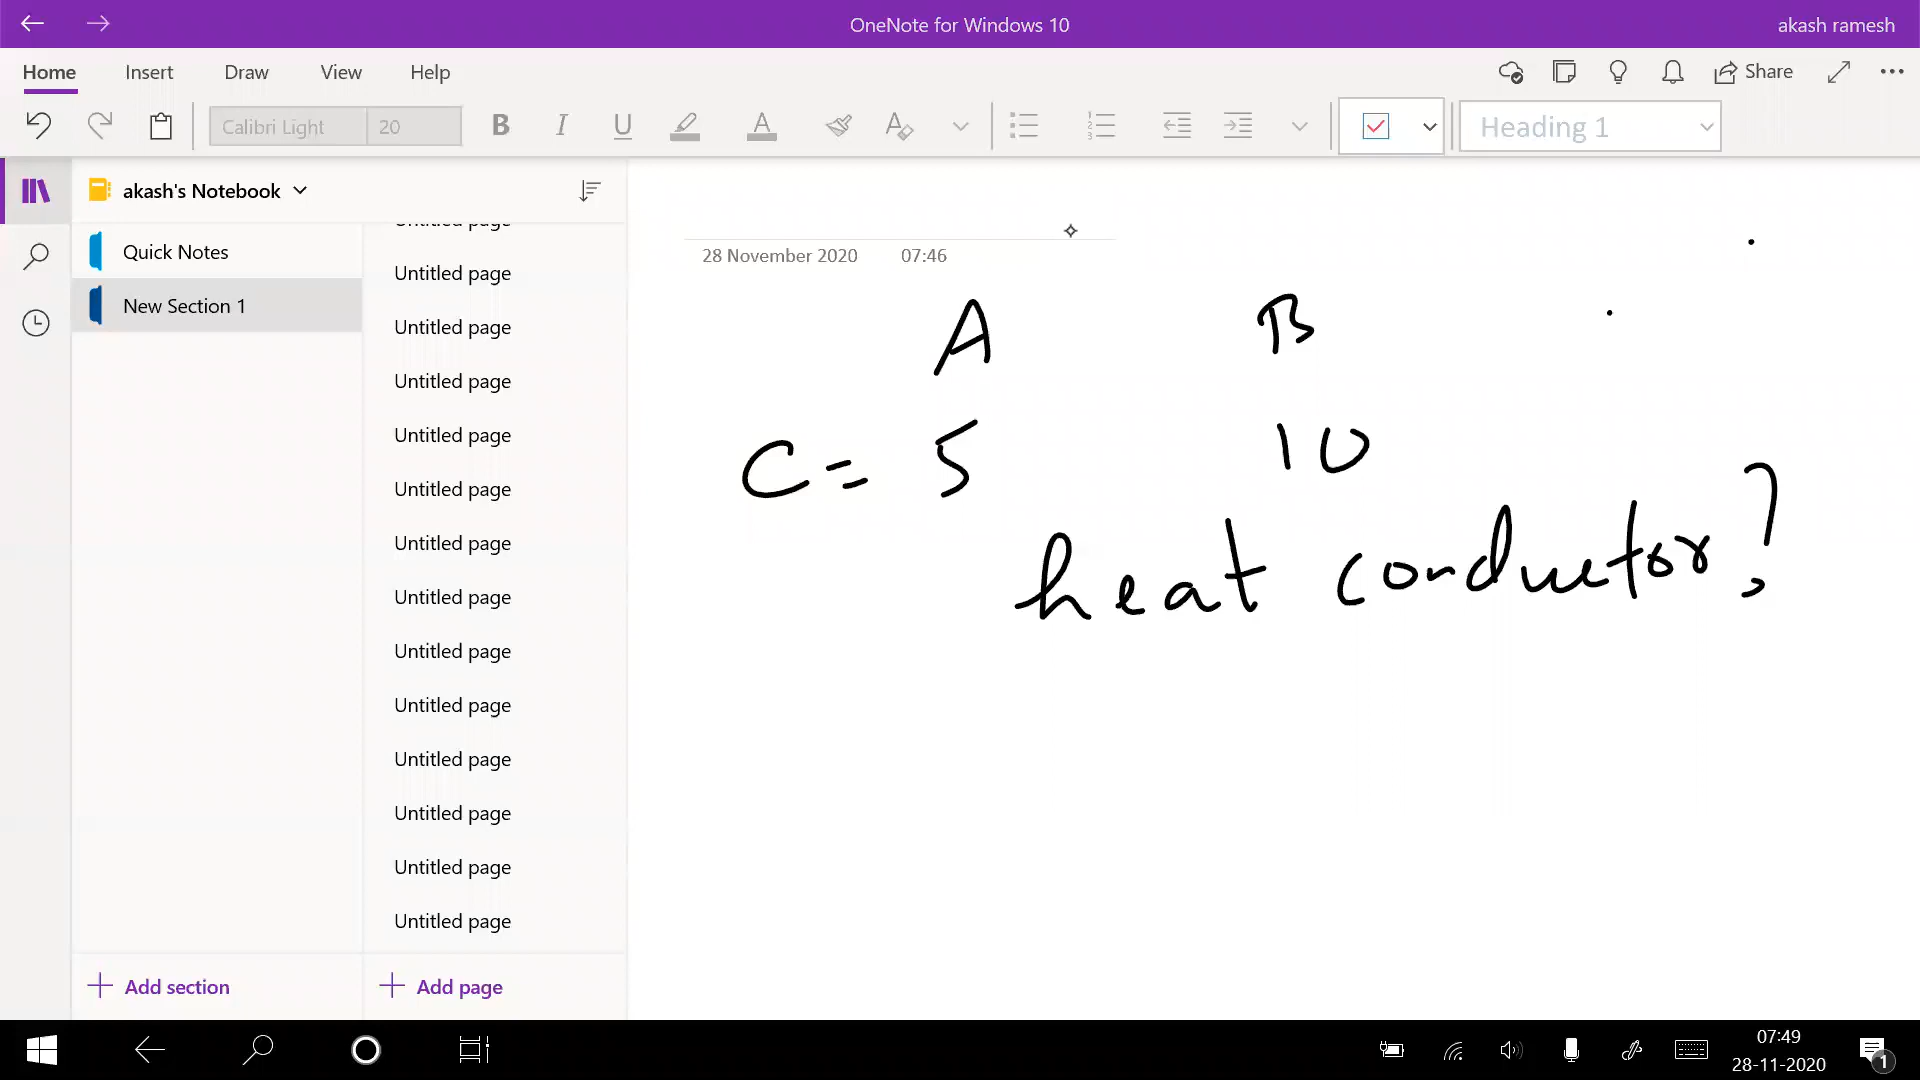 OneNote for Windows 10
akash ramesh
Home Insert Draw View Help
Share
Calibri Light 20
B I U
Heading 1
akash's Notebook
Quick Notes
New Section 1
Untitled page
Untitled page
Untitled page
Untitled page
Untitled page
Untitled page
Untitled page
Untitled page
Untitled page
Untitled page
Untitled page
Untitled page
Untitled page
Untitled page
Add section
Add page
28 November 2020 07:46
A B
C = 5 10
heat conductor?
07:49
28-11-2020
1